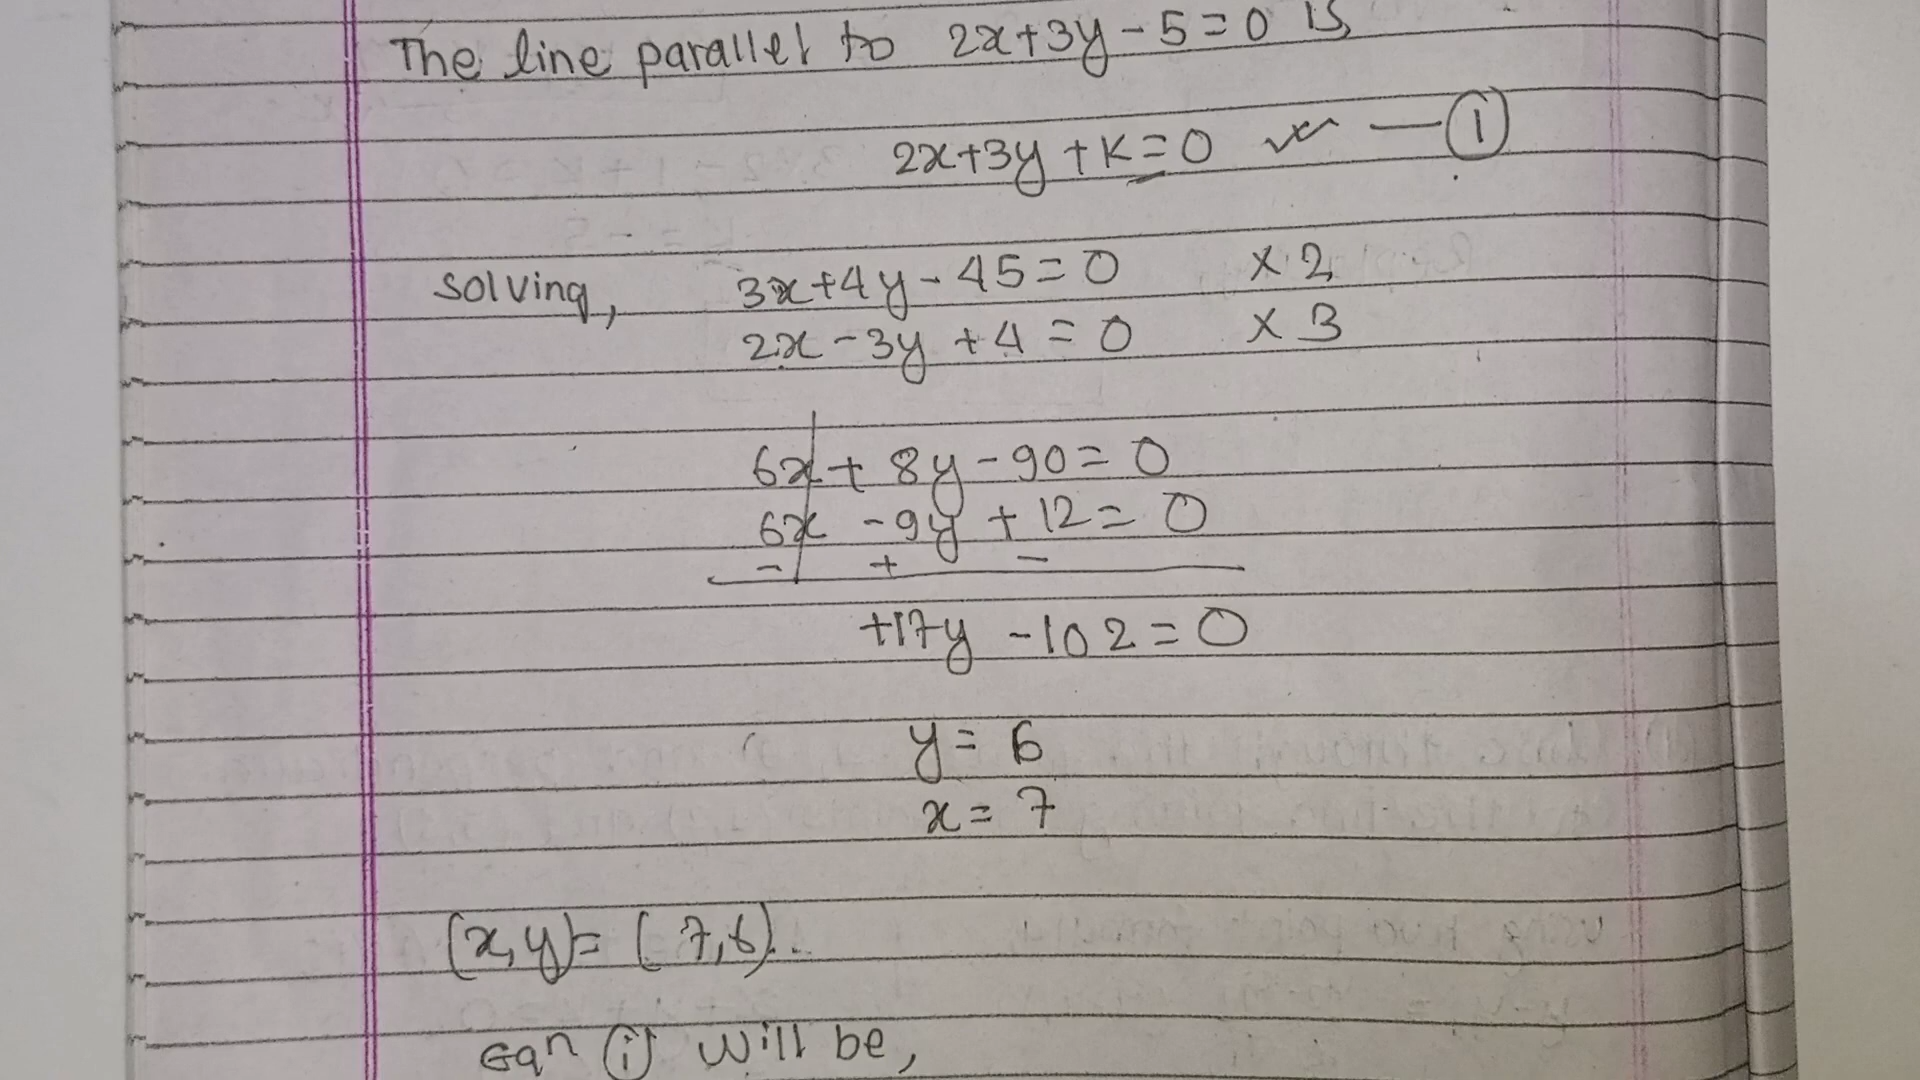 The line parallel to 2x+3y-5=0 is,
2x+3y+K=0 — (1)
solving, 3x+4y-45=0 ×2
2x-3y+4=0 ×3
6x+8y-90=0
6x-9y+12=0
- + -
+17y-102=0
y=6
x=7
(x,y)=(7,6).
Eqn (i) will be,